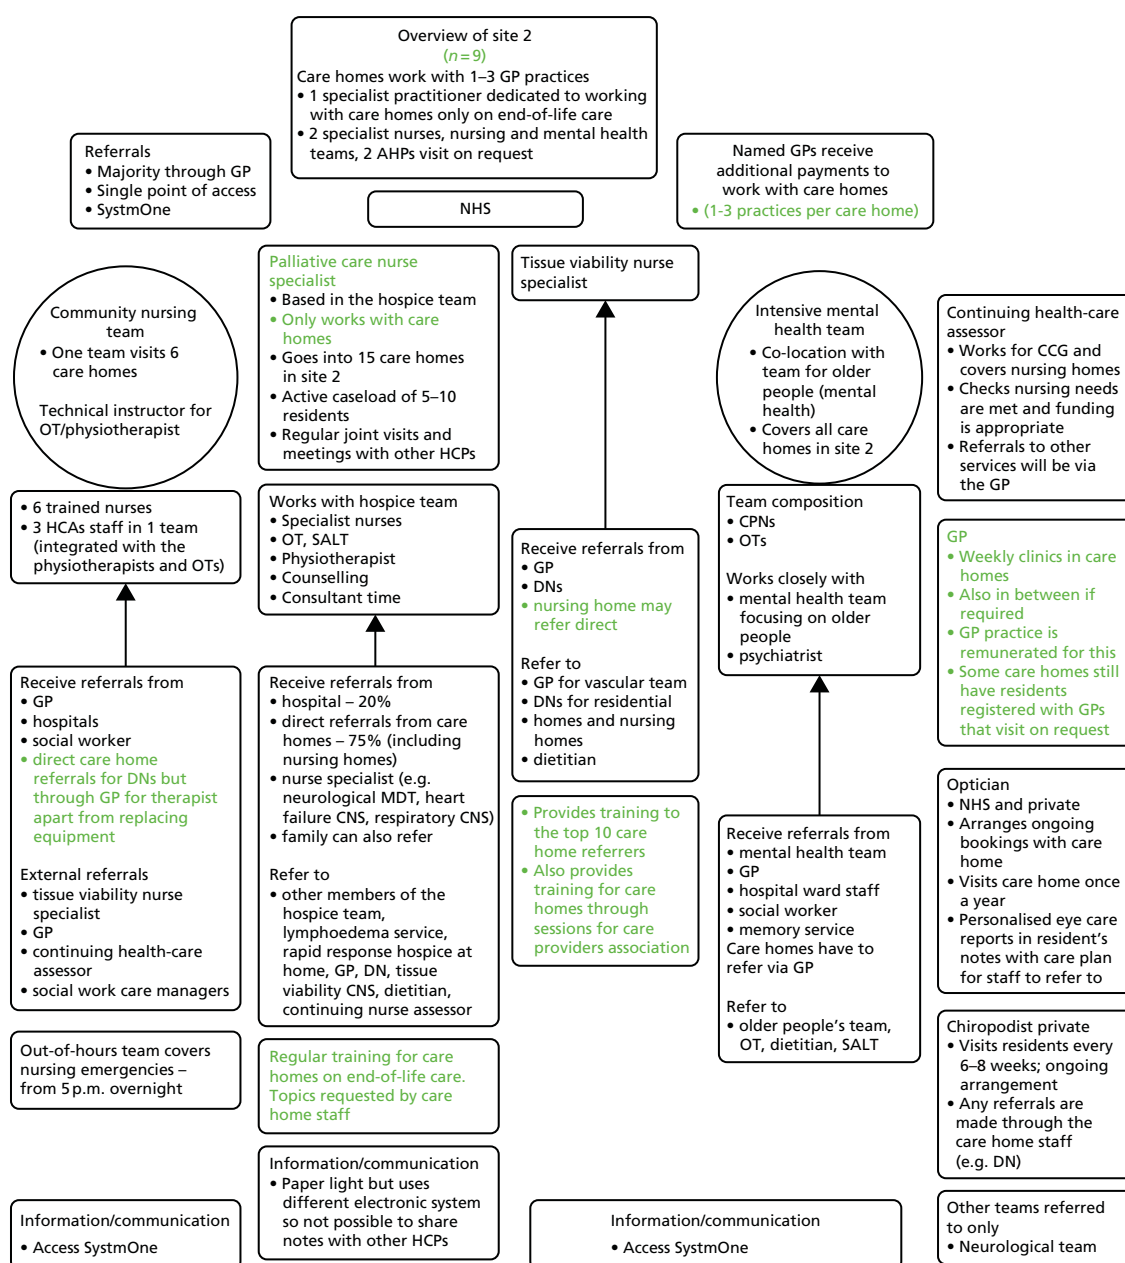 Overview of site 2
(n = 9)
Care homes work with 1–3 GP practices
• 1 specialist practitioner dedicated to working
with care homes only on end-of-life care
• 2 specialist nurses, nursing and mental health
teams, 2 AHPs visit on request
Referrals
• Majority through GP
• Single point of access
• SystmOne
NHS
Named GPs receive
additional payments to
work with care homes
• (1-3 practices per care home)
Community nursing
team
• One team visits 6
care homes
Technical instructor for
OT/physiotherapist
• 6 trained nurses
• 3 HCAs staff in 1 team
(integrated with the
physiotherapists and OTs)
Receive referrals from
• GP
• hospitals
• social worker
• direct care home
referrals for DNs but
through GP for therapist
apart from replacing
equipment
External referrals
• tissue viability nurse
specialist
• GP
• continuing health-care
assessor
• social work care managers
Out-of-hours team covers
nursing emergencies –
from 5 p.m. overnight
Information/communication
• Access SystmOne
Palliative care nurse
specialist
• Based in the hospice team
• Only works with care
homes
• Goes into 15 care homes
in site 2
• Active caseload of 5–10
residents
• Regular joint visits and
meetings with other HCPs
Works with hospice team
• Specialist nurses
• OT, SALT
• Physiotherapist
• Counselling
• Consultant time
Receive referrals from
• hospital – 20%
• direct referrals from care
homes – 75% (including
nursing homes)
• nurse specialist (e.g.
neurological MDT, heart
failure CNS, respiratory CNS)
• family can also refer
Refer to
• other members of the
hospice team,
lymphoedema service,
rapid response hospice at
home, GP, DN, tissue
viability CNS, dietitian,
continuing nurse assessor
Regular training for care
homes on end-of-life care.
Topics requested by care
home staff
Information/communication
• Paper light but uses
different electronic system
so not possible to share
notes with other HCPs
Tissue viability nurse
specialist
Receive referrals from
• GP
• DNs
• nursing home may
refer direct
Refer to
• GP for vascular team
• DNs for residential
• homes and nursing
homes
• dietitian
• Provides training to
the top 10 care
home referrers
• Also provides
training for care
homes through
sessions for care
providers association
Intensive mental
health team
• Co-location with
team for older
people (mental
health)
• Covers all care
homes in site 2
Team composition
• CPNs
• OTs
Works closely with
• mental health team
focusing on older
people
• psychiatrist
Receive referrals from
• mental health team
• GP
• hospital ward staff
• social worker
• memory service
Care homes have to
refer via GP
Refer to
• older people's team,
OT, dietitian, SALT
Information/communication
• Access SystmOne
Continuing health-care
assessor
• Works for CCG and
covers nursing homes
• Checks nursing needs
are met and funding
is appropriate
• Referrals to other
services will be via
the GP
GP
• Weekly clinics in care
homes
• Also in between if
required
• GP practice is
remunerated for this
• Some care homes still
have residents
registered with GPs
that visit on request
Optician
• NHS and private
• Arranges ongoing
bookings with care
home
• Visits care home once
a year
• Personalised eye care
reports in resident's
notes with care plan
for staff to refer to
Chiropodist private
• Visits residents every
6–8 weeks; ongoing
arrangement
• Any referrals are
made through the
care home staff
(e.g. DN)
Other teams referred
to only
• Neurological team